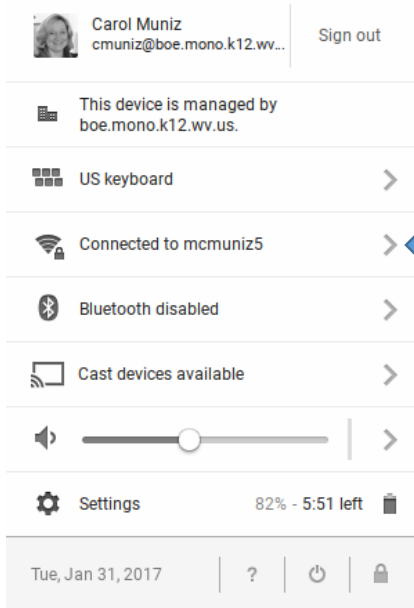 Carol Muniz
cmuniz@boe.mono.k12.wv...
Sign out
This device is managed by
boe.mono.k12.wv.us.
US keyboard
Connected to mcmuniz5
Bluetooth disabled
Cast devices available
Settings 82% - 5:51 left
Tue, Jan 31, 2017 ?